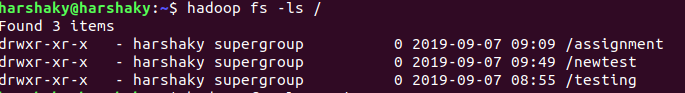 harshaky@harshaky:~$ hadoop fs -ls /
Found 3 items
drwxr-xr-x   - harshaky supergroup          0 2019-09-07 09:09 /assignment
drwxr-xr-x   - harshaky supergroup          0 2019-09-07 09:49 /newtest
drwxr-xr-x   - harshaky supergroup          0 2019-09-07 08:55 /testing